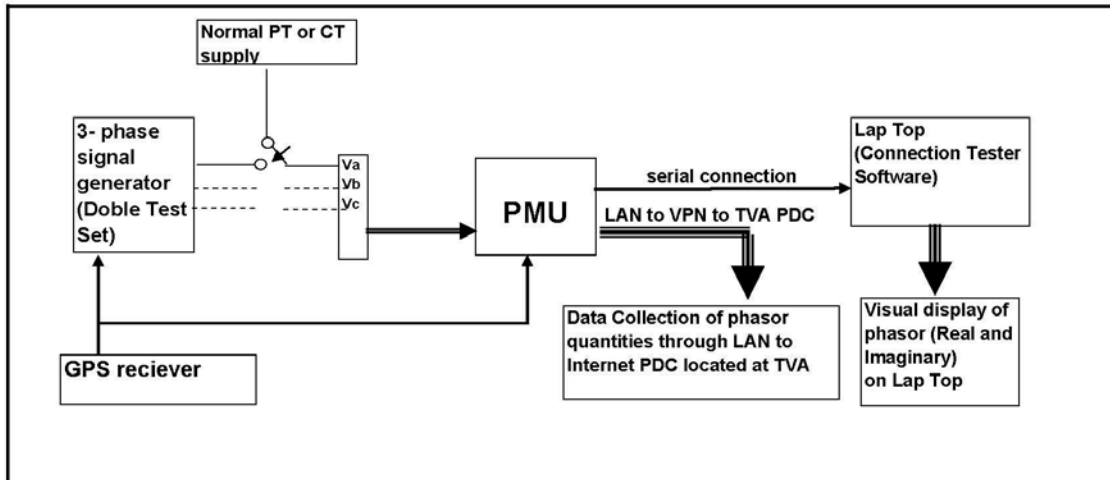 Normal PT or CT
supply
3- phase
signal
generator
(Doble Test
Set)
Va
Vb
Vc
PMU
serial connection
LAN to VPN to TVA PDC
Lap Top
(Connection Tester
Software)
GPS reciever
Data Collection of phasor
quantities through LAN to
Internet PDC located at TVA
Visual display of
phasor (Real and
Imaginary)
on Lap Top